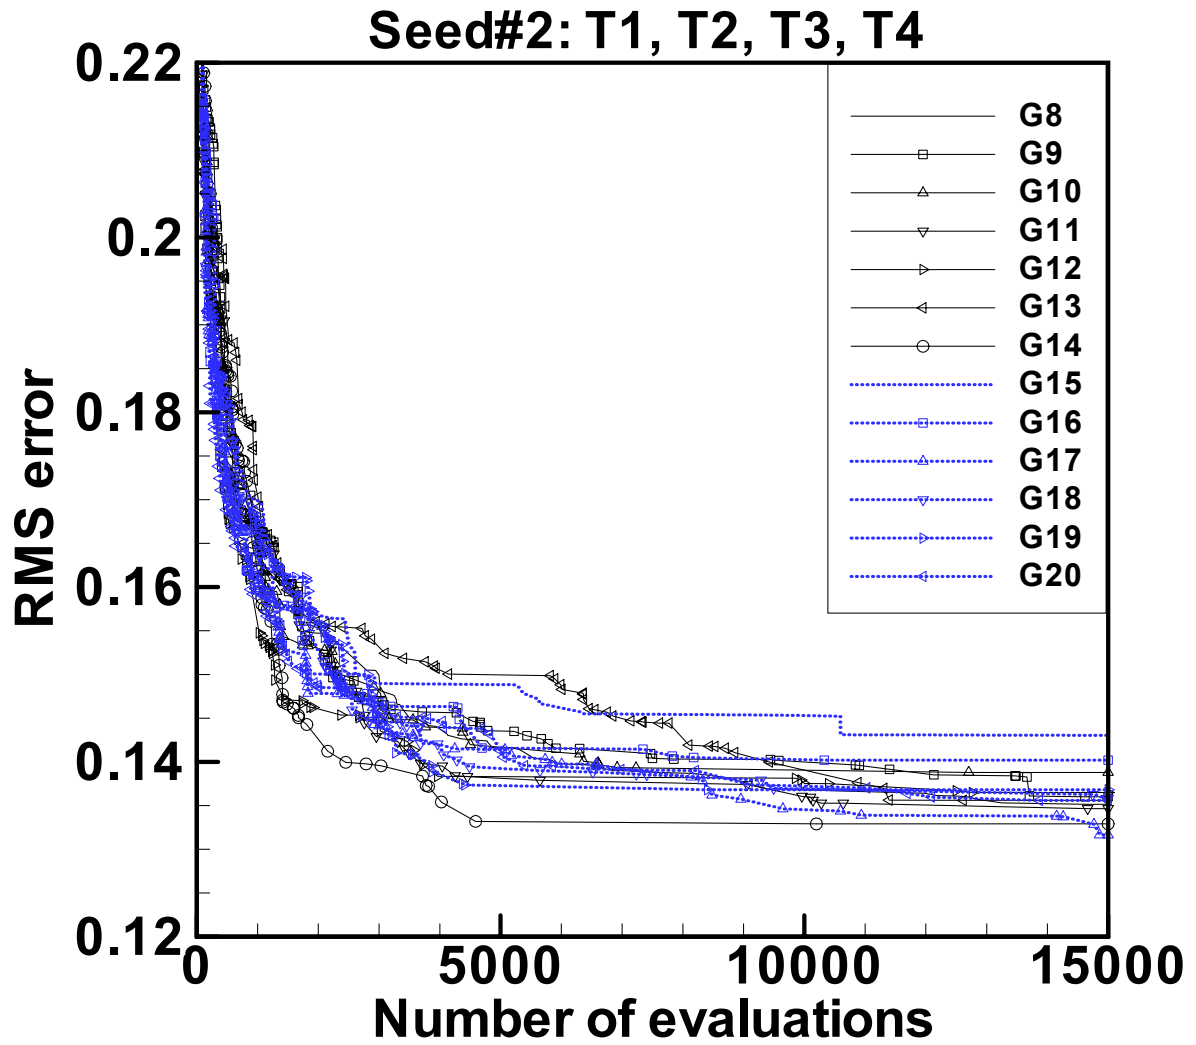 Seed#2: T1, T2, T3, T4
0.22
0.2
0.18
0.16
0.14
0.12
RMS error
G8
G9
G10
G11
G12
G13
G14
G15
G16
G17
G18
G19
G20
0 5000 10000 15000
Number of evaluations